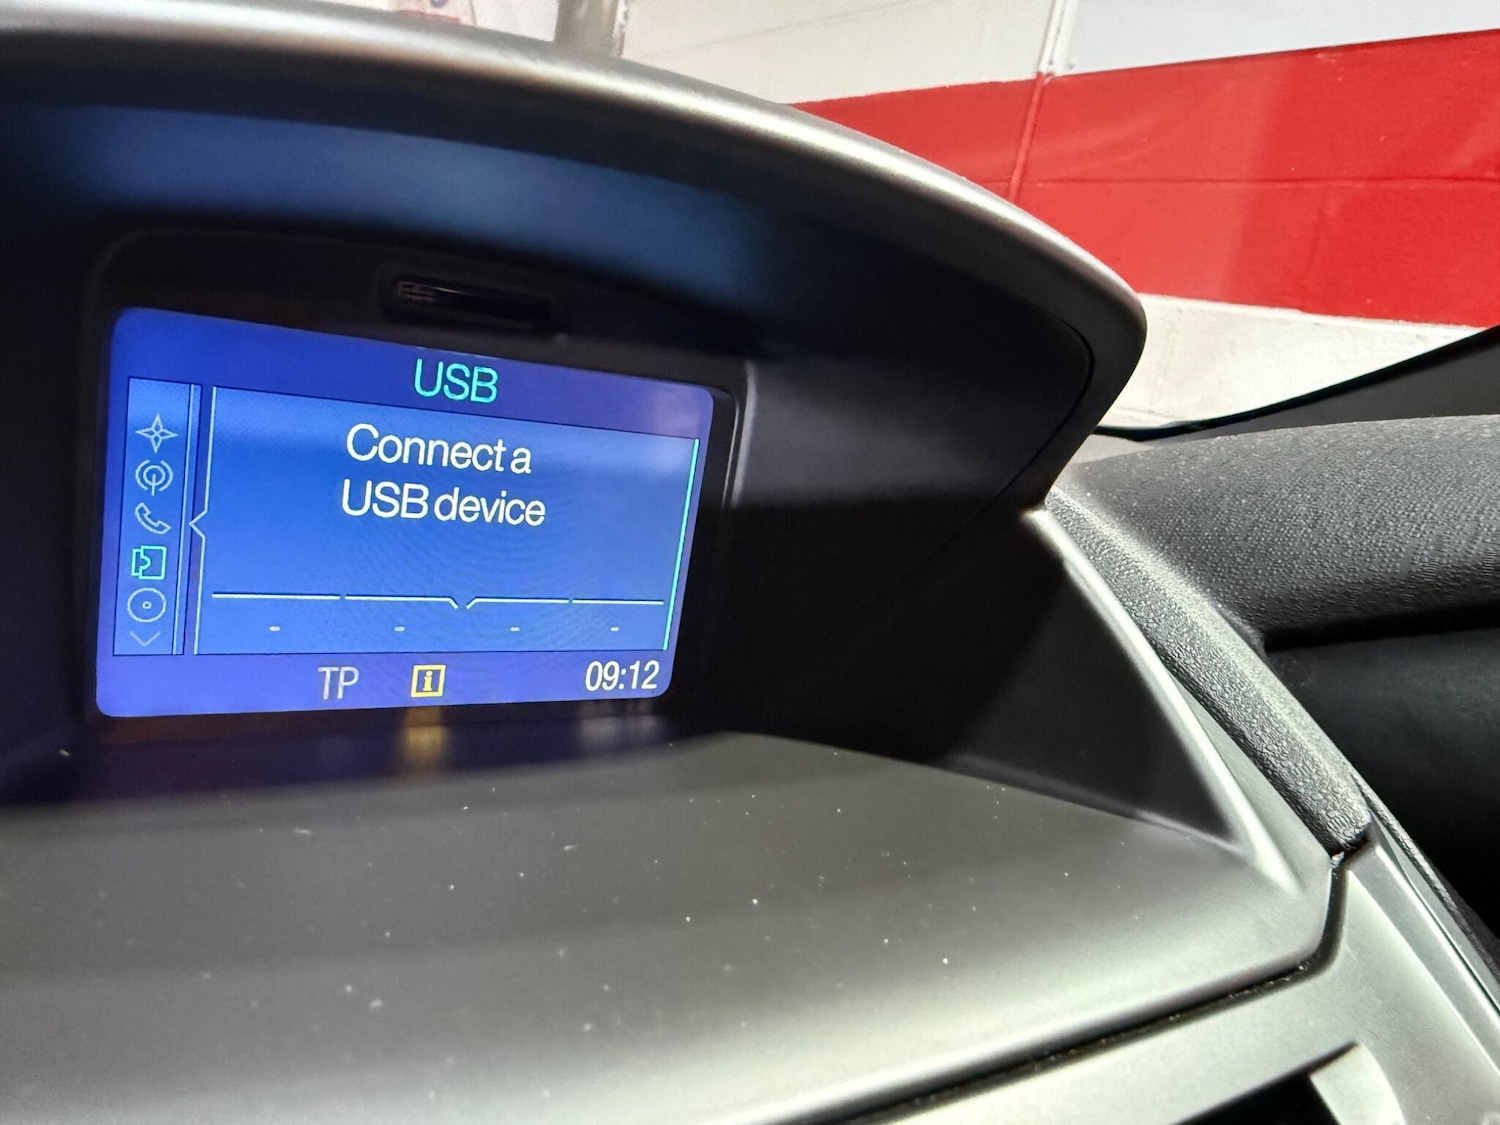 USB
Connect a
USB device
- - - -
TP i 09:12